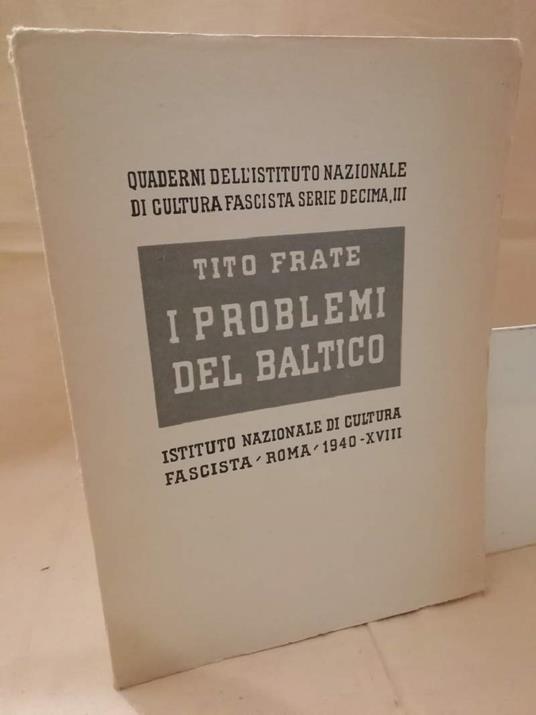 QUADERNI DELL'ISTITUTO NAZIONALE
DI CULTURA FASCISTA SERIE DECIMA, III
TITO FRATE
I PROBLEMI
DEL BALTICO
ISTITUTO NAZIONALE DI CULTURA
FASCISTA / ROMA / 1940-XVIII